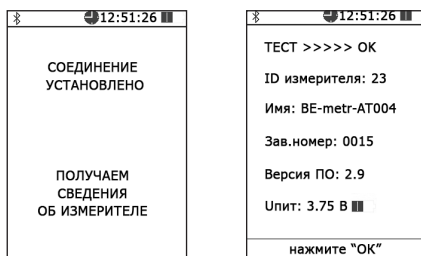 12:51:26
СОЕДИНЕНИЕ
УСТАНОВЛЕНО
ПОЛУЧАЕМ
СВЕДЕНИЯ
ОБ ИЗМЕРИТЕЛЕ
12:51:26
ТЕСТ >>>>> OK
ID измерителя: 23
Имя: BE-metr-AT004
Зав.номер: 0015
Версия ПО: 2.9
Uпит: 3.75 В
нажмите “ОК”